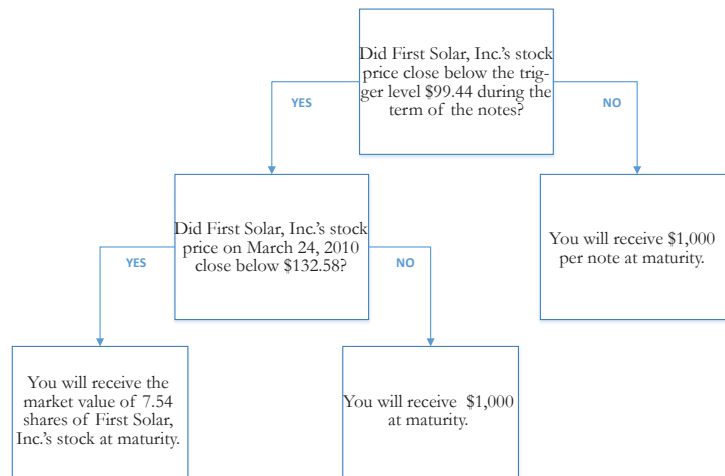 Did First Solar, Inc.'s stock
price close below the trig-
ger level $99.44 during the
term of the notes?
YES
NO
Did First Solar, Inc.'s stock
price on March 24, 2010
close below $132.58?
You will receive $1,000
per note at maturity.
YES
NO
You will receive the
market value of 7.54
shares of First Solar,
Inc.'s stock at maturity.
You will receive $1,000
at maturity.